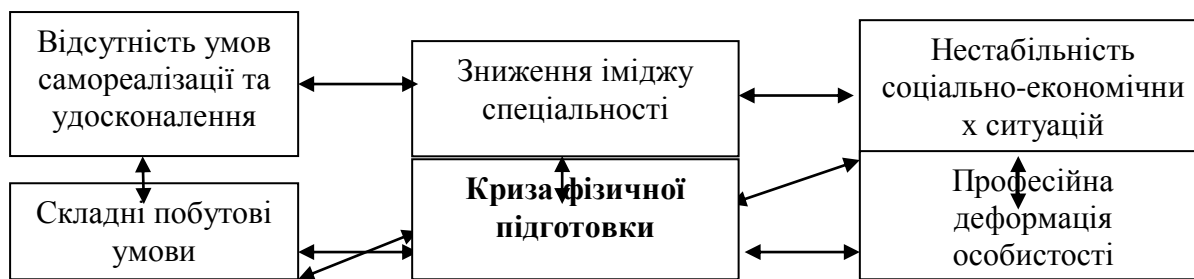 Відсутність умов
самореалізації та
удосконалення
Зниження іміджу
спеціальності
Нестабільність
соціально-економічни
х ситуацій
Складні побутові
умови
Криза фізичної
підготовки
Професійна
деформація
особистості